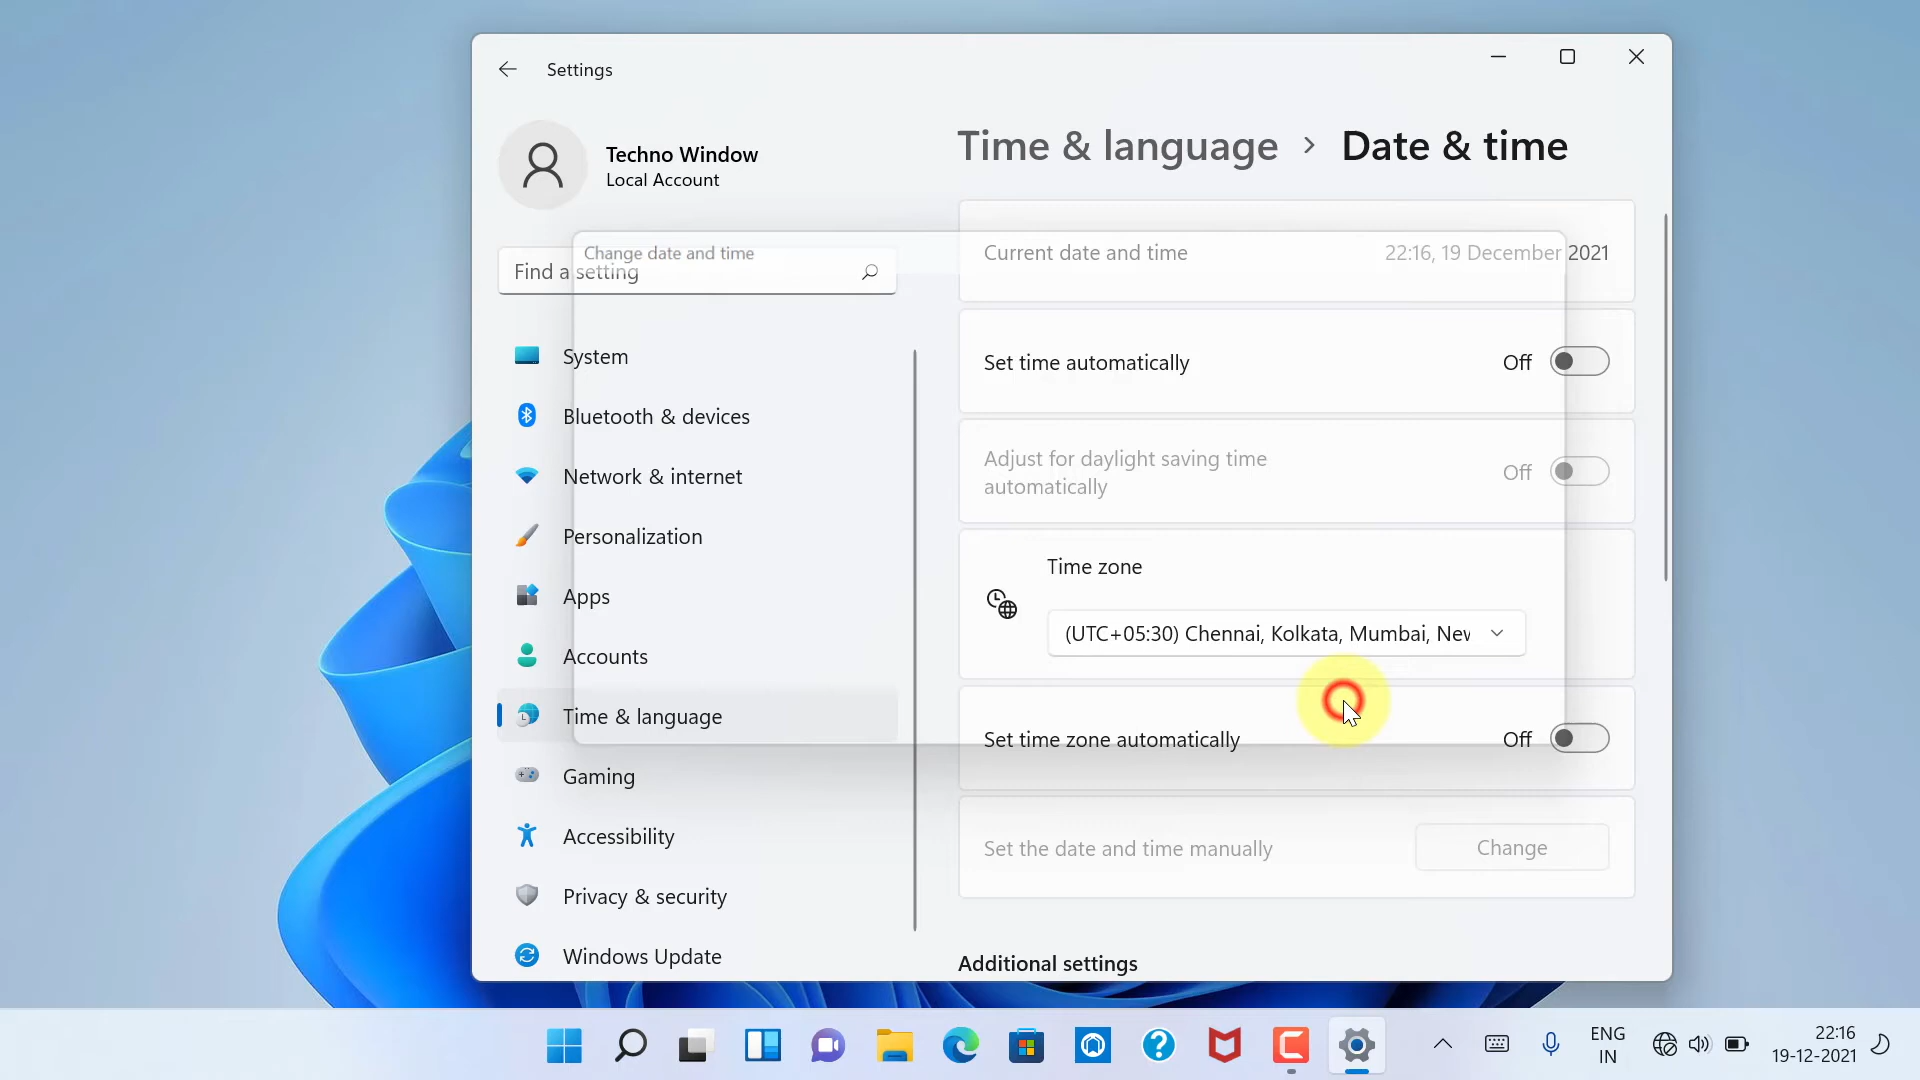 Settings
Techno Window
Local Account
Find a setting
System
Bluetooth & devices
Network & internet
Personalization
Apps
Accounts
Time & language
Gaming
Accessibility
Privacy & security
Windows Update
Time & language > Date & time
Change date and time
Current date and time 22:16, 19 December 2021
Set time automatically Off
Adjust for daylight saving time
automatically Off
Time zone
(UTC+05:30) Chennai, Kolkata, Mumbai, Nev
Set time zone automatically Off
Set the date and time manually Change
Additional settings
ENG
IN
22:16
19-12-2021